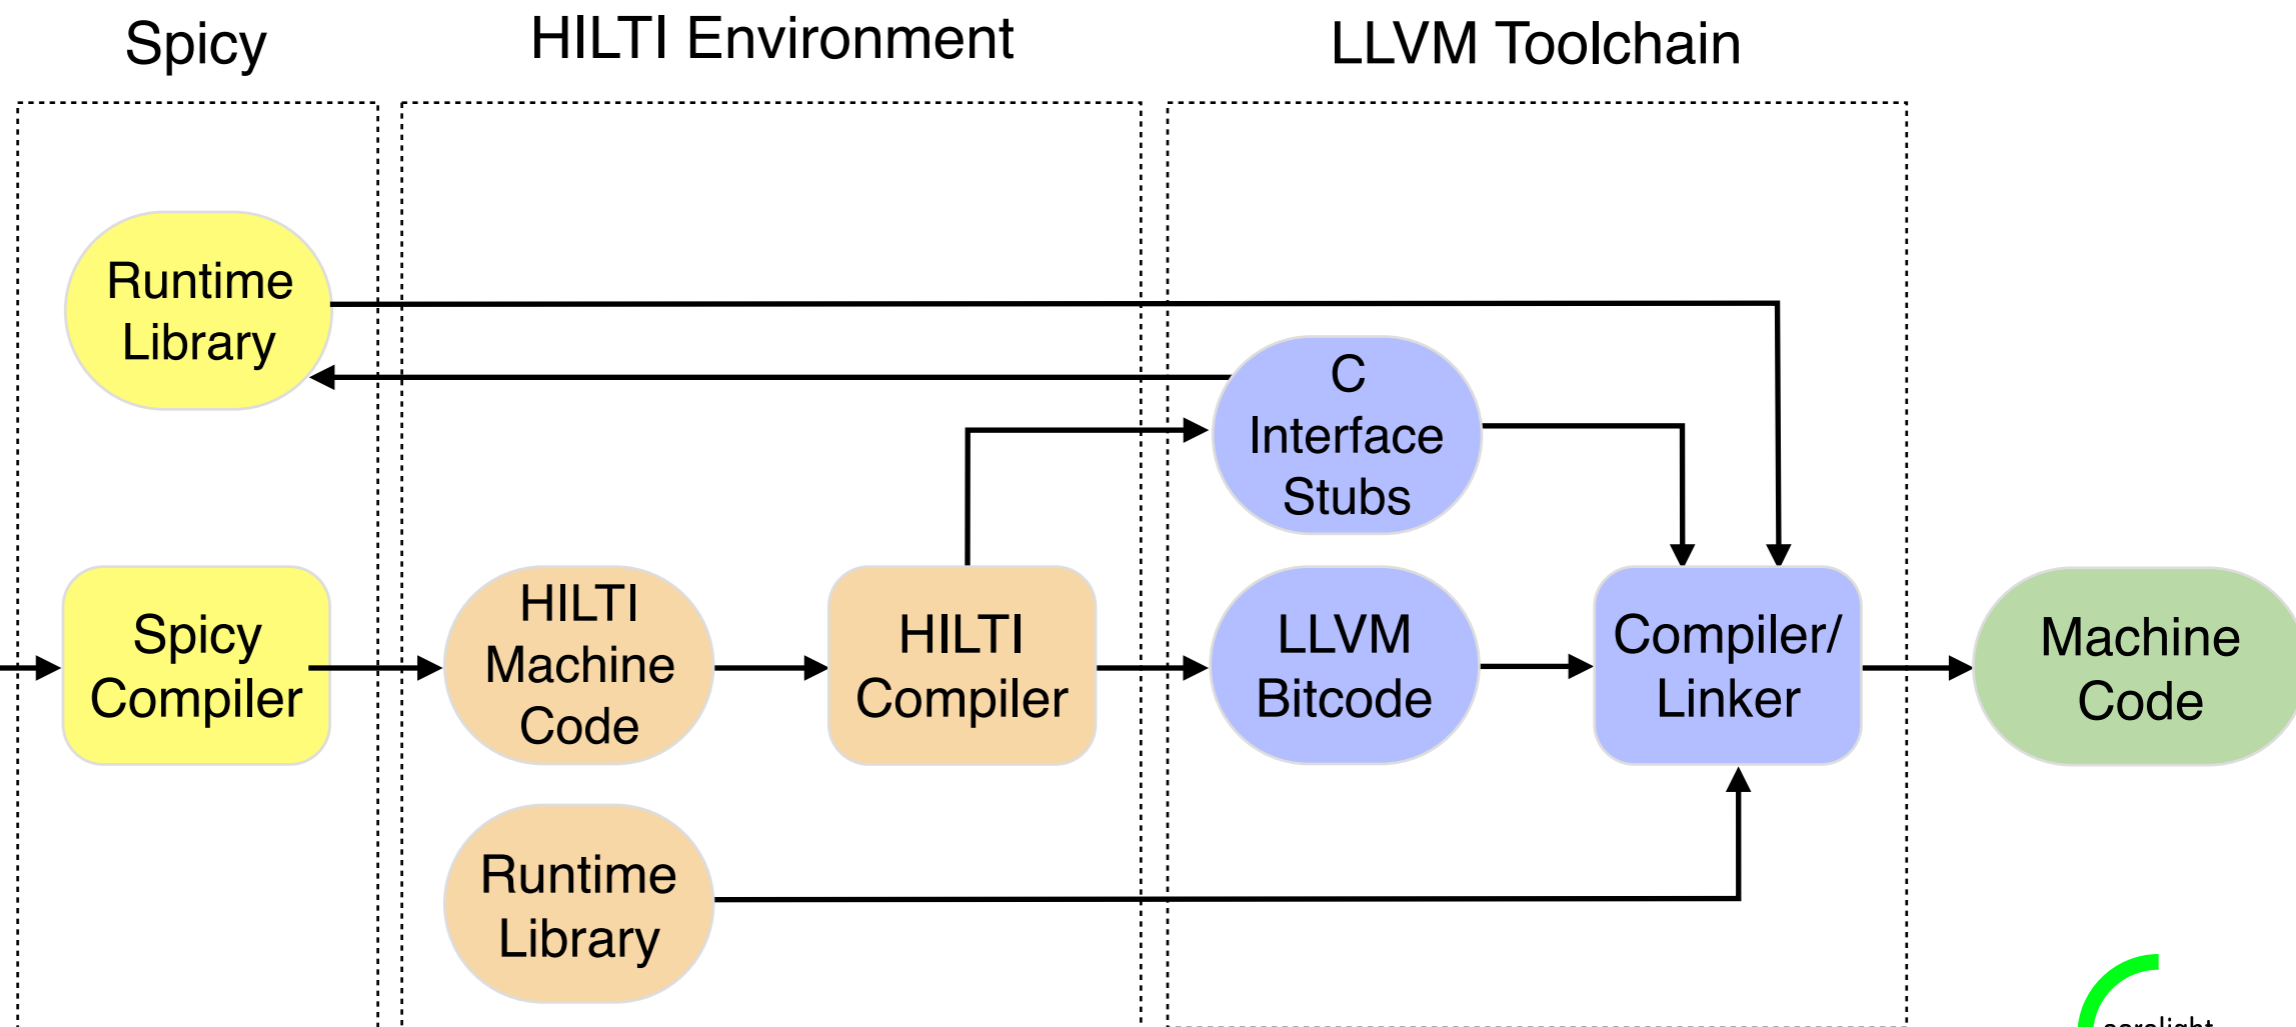 Spicy
HILTI Environment
LLVM Toolchain
Runtime
Library
C
Interface
Stubs
Spicy
Compiler
HILTI
Machine
Code
HILTI
Compiler
LLVM
Bitcode
Compiler/
Linker
Machine
Code
Runtime
Library